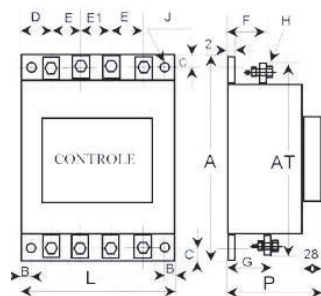 D E E1 E J F H
2
C
CONTROLE
A
AT
B B C G 28
L P